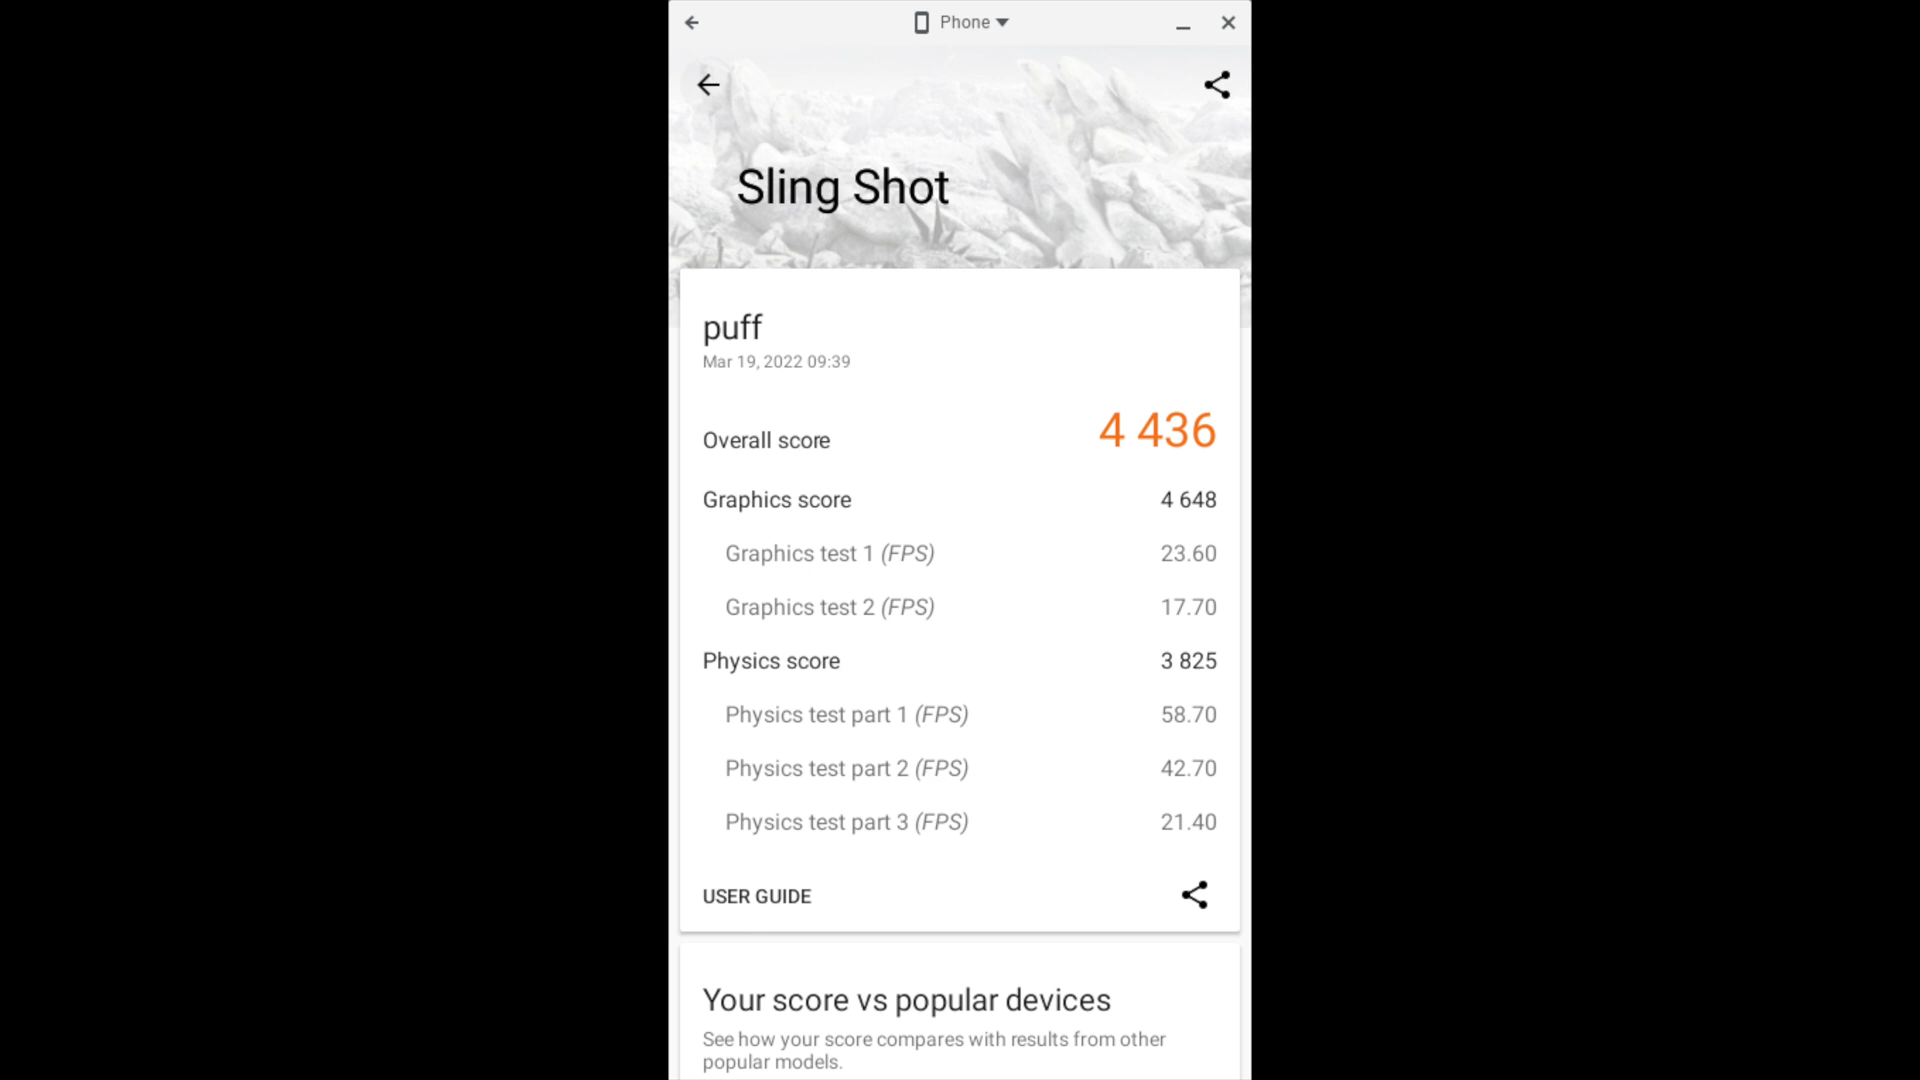 Phone
Sling Shot
puff
Mar 19, 2022 09:39
Overall score 4 436
Graphics score 4 648
Graphics test 1 (FPS) 23.60
Graphics test 2 (FPS) 17.70
Physics score 3 825
Physics test part 1 (FPS) 58.70
Physics test part 2 (FPS) 42.70
Physics test part 3 (FPS) 21.40
USER GUIDE
Your score vs popular devices
See how your score compares with results from other
popular models.